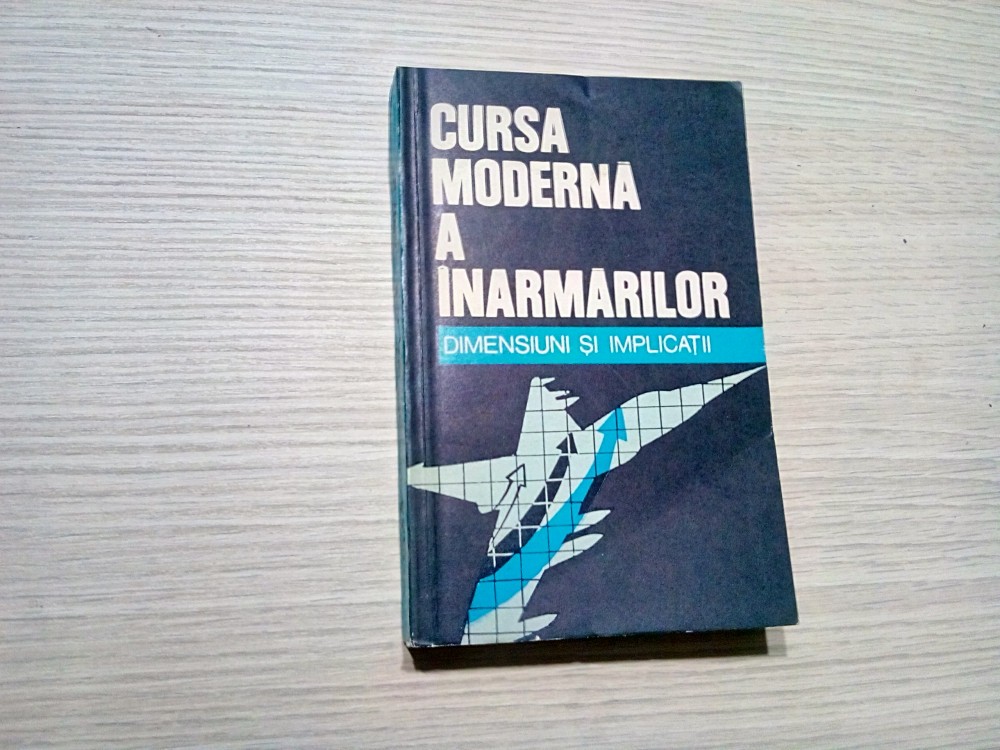 CURSA
MODERNĂ
A
ÎNARMĂRILOR
DIMENSIUNI ȘI IMPLICAȚII